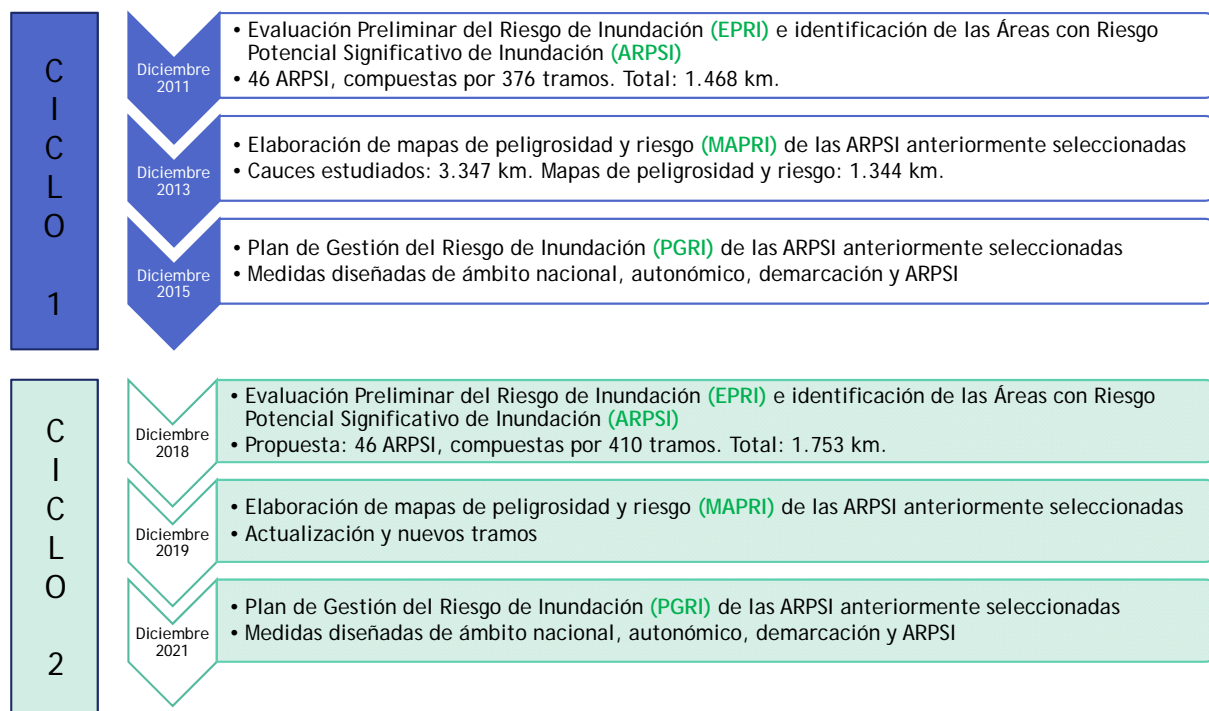 CICLO 1
Diciembre 2011
• Evaluación Preliminar del Riesgo de Inundación (EPRI) e identificación de las Áreas con Riesgo
Potencial Significativo de Inundación (ARPSI)
• 46 ARPSI, compuestas por 376 tramos. Total: 1.468 km.
Diciembre 2013
• Elaboración de mapas de peligrosidad y riesgo (MAPRI) de las ARPSI anteriormente seleccionadas
• Cauces estudiados: 3.347 km. Mapas de peligrosidad y riesgo: 1.344 km.
Diciembre 2015
• Plan de Gestión del Riesgo de Inundación (PGRI) de las ARPSI anteriormente seleccionadas
• Medidas diseñadas de ámbito nacional, autonómico, demarcación y ARPSI
CICLO 2
Diciembre 2018
• Evaluación Preliminar del Riesgo de Inundación (EPRI) e identificación de las Áreas con Riesgo
Potencial Significativo de Inundación (ARPSI)
• Propuesta: 46 ARPSI, compuestas por 410 tramos. Total: 1.753 km.
Diciembre 2019
• Elaboración de mapas de peligrosidad y riesgo (MAPRI) de las ARPSI anteriormente seleccionadas
• Actualización y nuevos tramos
Diciembre 2021
• Plan de Gestión del Riesgo de Inundación (PGRI) de las ARPSI anteriormente seleccionadas
• Medidas diseñadas de ámbito nacional, autonómico, demarcación y ARPSI